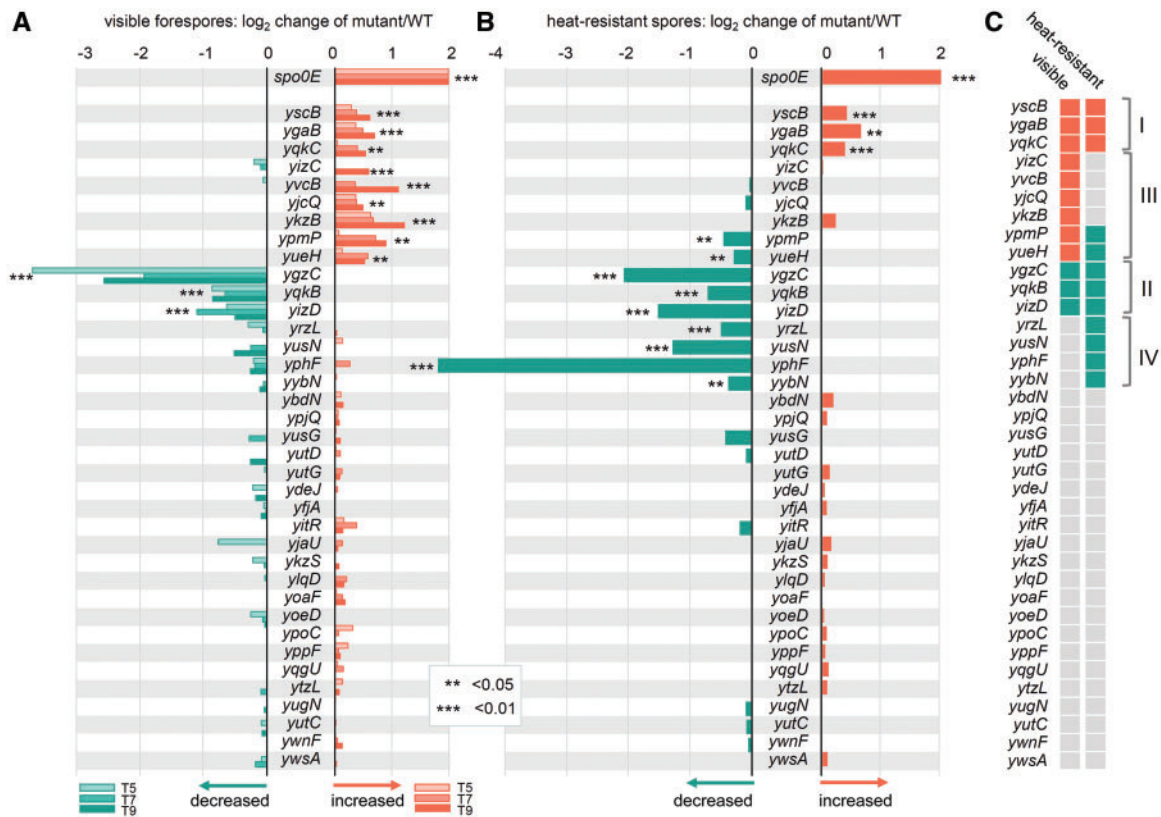 A visible forespores: log2 change of mutant/WT
-3 -2 -1 0 0 1 2
spo0E ***
yscB ***
ygaB ***
yqkC **
yizC ***
yvcB ***
yjcQ **
ykzB ***
ypmP **
yueH **
*** ygzC
*** yqkB
*** yizD
yrzL
yusN
yphF
yybN
ybdN
ypjQ
yusG
yutD
yutG
ydeJ
yfjA
yitR
yjaU
ykzS
ylqD
yoaF
yoeD
ypoC
yppF
yqgU
ytzL
yugN
yutC
ywnF
ywsA
decreased increased
T5 T5
T7 T7
T9 T9
** <0.05
*** <0.01
B heat-resistant spores: log2 change of mutant/WT
-4 -3 -2 -1 0 0 1 2
spo0E ***
yscB ***
ygaB **
yqkC ***
yizC
yvcB
yjcQ
ykzB
** ypmP
** yueH
*** ygzC
*** yqkB
*** yizD
*** yrzL
*** yusN
*** yphF
** yybN
ybdN
ypjQ
yusG
yutD
yutG
ydeJ
yfjA
yitR
yjaU
ykzS
ylqD
yoaF
yoeD
ypoC
yppF
yqgU
ytzL
yugN
yutC
ywnF
ywsA
decreased increased
C
visible
heat-resistant
yscB
ygaB
yqkC
I
yizC
yvcB
yjcQ
ykzB
ypmP
yueH
III
ygzC
yqkB
yizD
II
yrzL
yusN
yphF
yybN
IV
ybdN
ypjQ
yusG
yutD
yutG
ydeJ
yfjA
yitR
yjaU
ykzS
ylqD
yoaF
yoeD
ypoC
yppF
yqgU
ytzL
yugN
yutC
ywnF
ywsA